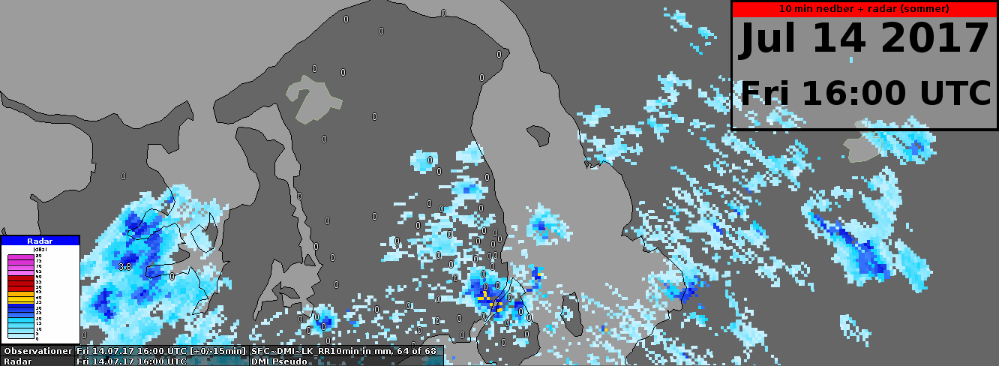 10 min nedbør + radar (sommer)
Jul 14 2017
Fri 16:00 UTC
Radar
[dBz]
80
75
70
65
60
55
50
45
40
35
30
25
20
15
10
5
0
3.8
Observationer Fri 14.07.17 16:00 UTC [+0/-15min] SFC~DMI~LK_RR10min in mm, 64 of 68
Radar Fri 14.07.17 16:00 UTC DMI Pseudo